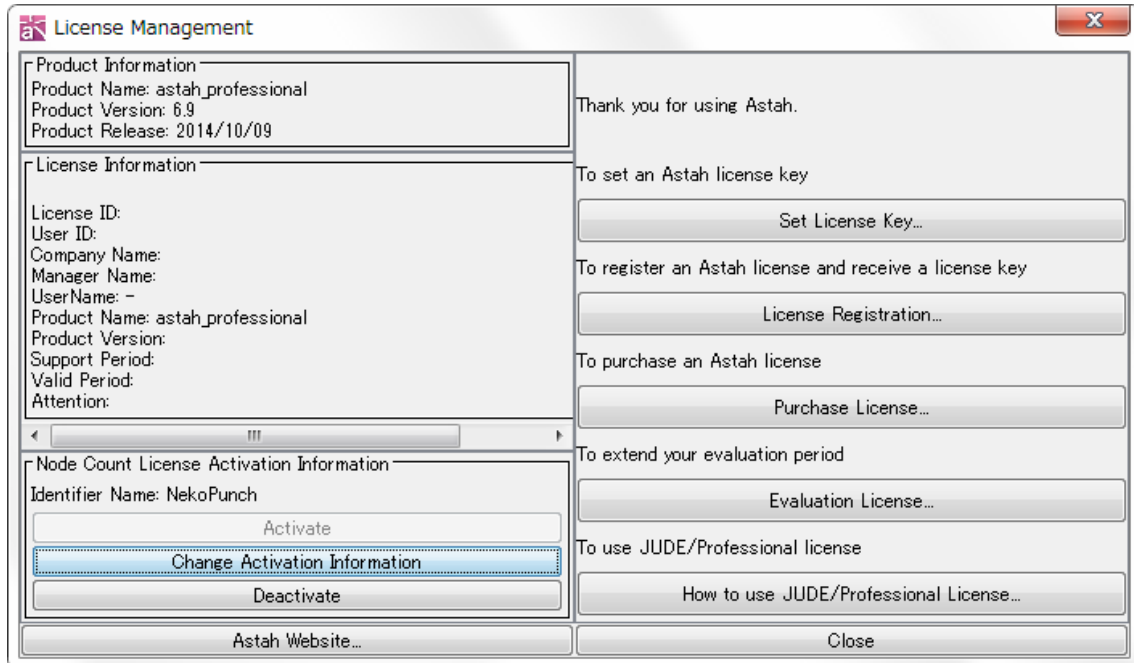 License Management
Product Information
Product Name: astah_professional
Product Version: 6.9
Product Release: 2014/10/09
License Information
License ID:
User ID:
Company Name:
Manager Name:
UserName: -
Product Name: astah_professional
Product Version:
Support Period:
Valid Period:
Attention:
Node Count License Activation Information
Identifier Name: NekoPunch
Activate
Change Activation Information
Deactivate
Astah Website...
Thank you for using Astah.
To set an Astah license key
Set License Key...
To register an Astah license and receive a license key
License Registration...
To purchase an Astah license
Purchase License...
To extend your evaluation period
Evaluation License...
To use JUDE/Professional license
How to use JUDE/Professional License...
Close